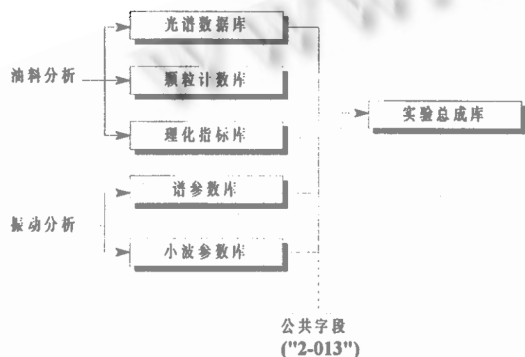 光谱数据库
油料分析
颗粒计数库
实验总成库
理化指标库
谱参数库
振动分析
小波参数库
公共字段
("2-013")